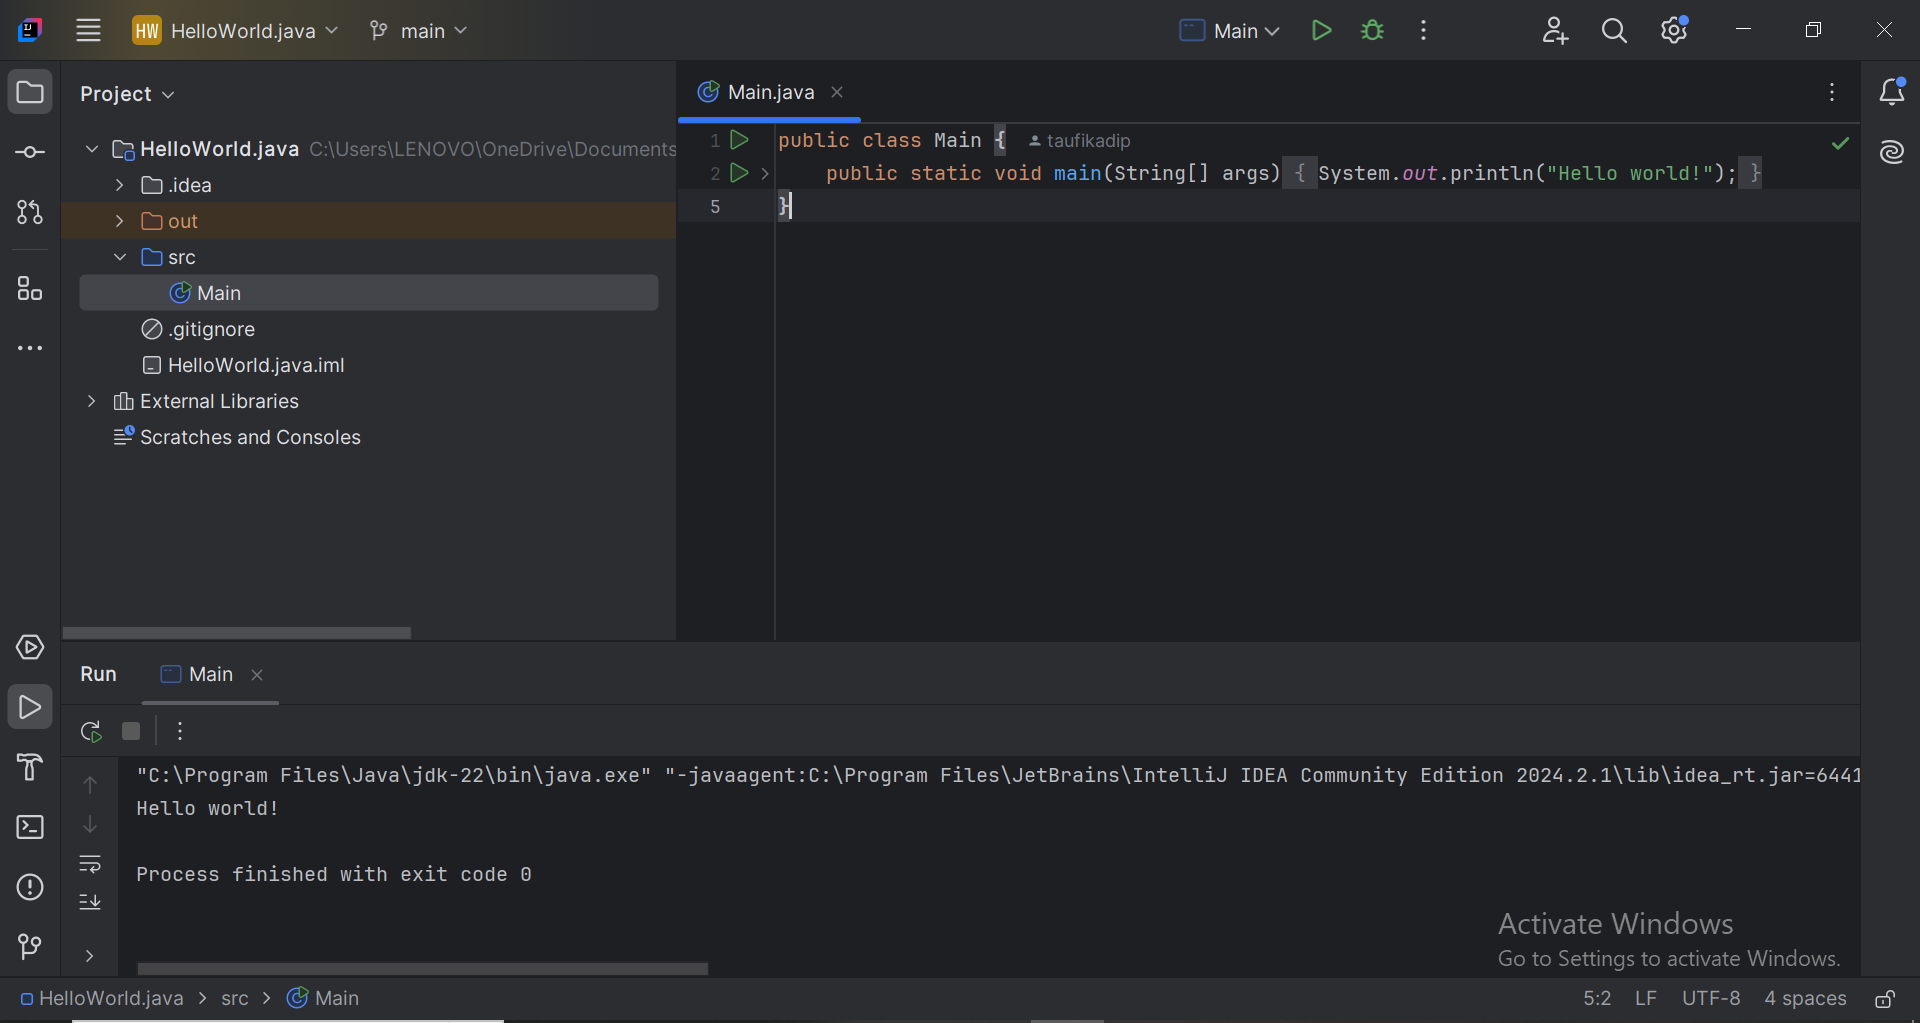 HW HelloWorld.java main Main
Project
Main.java
HelloWorld.java C:\Users\LENOVO\OneDrive\Documents
.idea
out
src
Main
.gitignore
HelloWorld.java.iml
External Libraries
Scratches and Consoles
1 public class Main { taufikadip
2 public static void main(String[] args) { System.out.println("Hello world!"); }
5 }
Run Main
"C:\Program Files\Java\jdk-22\bin\java.exe" "-javaagent:C:\Program Files\JetBrains\IntelliJ IDEA Community Edition 2024.2.1\lib\idea_rt.jar=6441
Hello world!
Process finished with exit code 0
Activate Windows
Go to Settings to activate Windows.
HelloWorld.java > src > Main 5:2 LF UTF-8 4 spaces